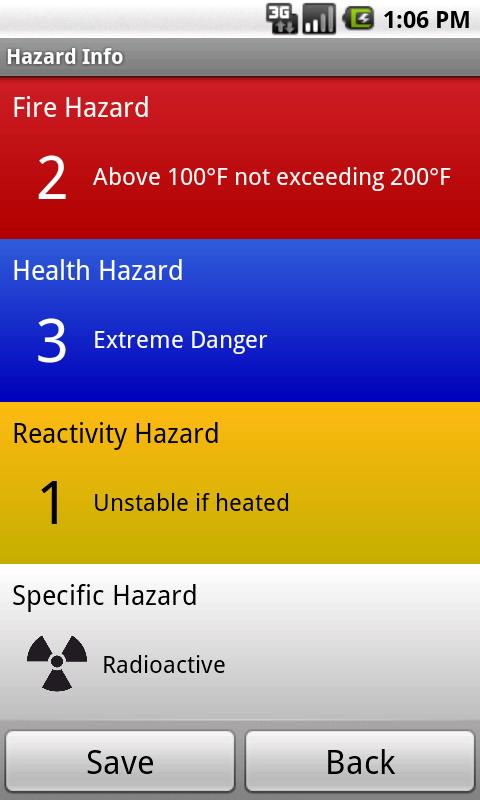 3G
1:06 PM
Hazard Info
Fire Hazard
2 Above 100°F not exceeding 200°F
Health Hazard
3 Extreme Danger
Reactivity Hazard
1 Unstable if heated
Specific Hazard
Radioactive
Save Back